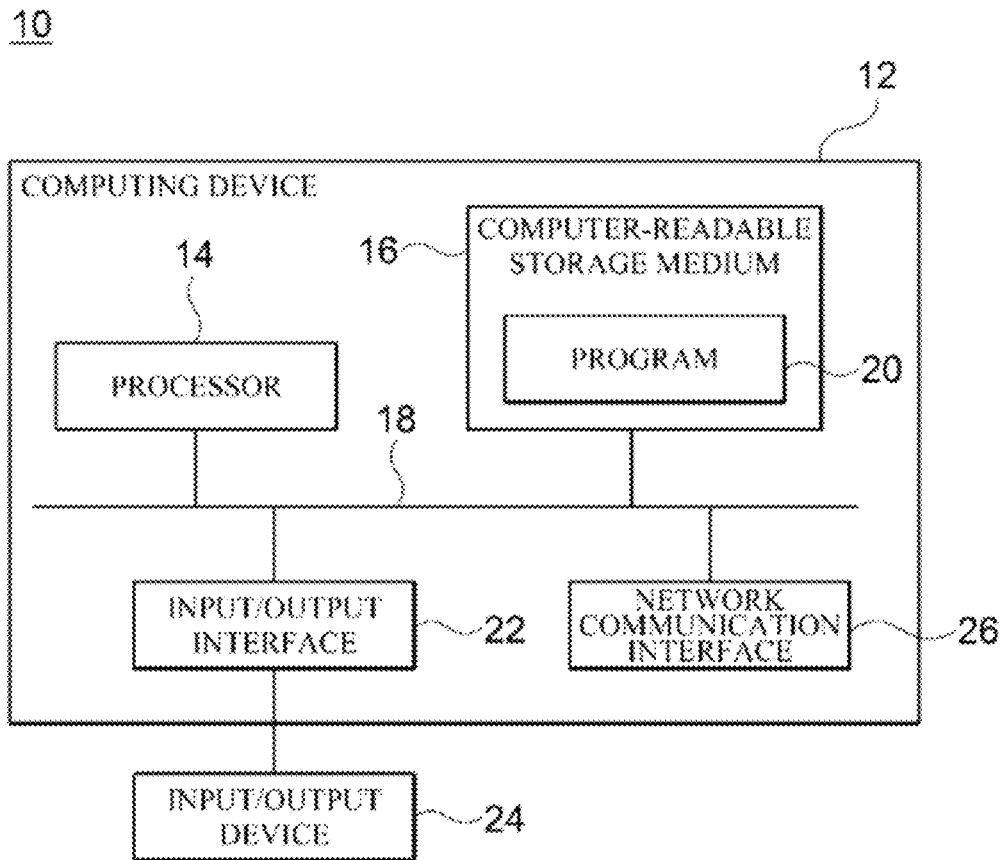 10
12
COMPUTING DEVICE
14
16
COMPUTER-READABLE
STORAGE MEDIUM
PROCESSOR
PROGRAM
20
18
INPUT/OUTPUT
INTERFACE
22
NETWORK
COMMUNICATION
INTERFACE
26
INPUT/OUTPUT
DEVICE
24